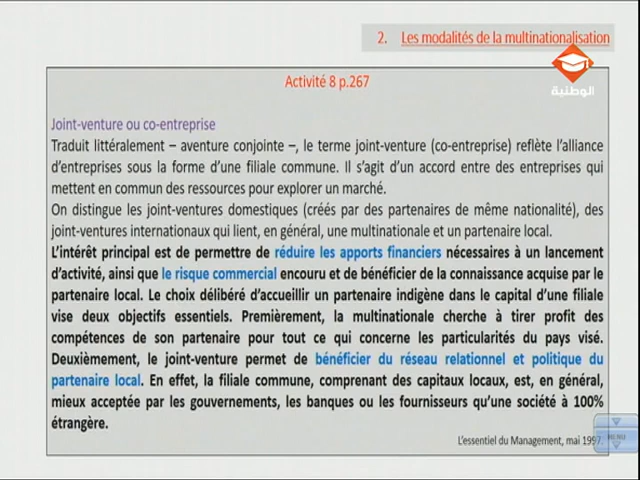 2. Les modalités de la multinationalisation
الوطنية
Activité 8 p.267
Joint-venture ou co-entreprise
Traduit littéralement – aventure conjointe –, le terme joint-venture (co-entreprise) reflète l'alliance
d'entreprises sous la forme d'une filiale commune. Il s'agit d'un accord entre des entreprises qui
mettent en commun des ressources pour explorer un marché.
On distingue les joint-ventures domestiques (créés par des partenaires de même nationalité), des
joint-ventures internationaux qui lient, en général, une multinationale et un partenaire local.
L'intérêt principal est de permettre de réduire les apports financiers nécessaires à un lancement
d'activité, ainsi que le risque commercial encouru et de bénéficier de la connaissance acquise par le
partenaire local. Le choix délibéré d'accueillir un partenaire indigène dans le capital d'une filiale
vise deux objectifs essentiels. Premièrement, la multinationale cherche à tirer profit des
compétences de son partenaire pour tout ce qui concerne les particularités du pays visé.
Deuxièmement, le joint-venture permet de bénéficier du réseau relationnel et politique du
partenaire local. En effet, la filiale commune, comprenant des capitaux locaux, est, en général,
mieux acceptée par les gouvernements, les banques ou les fournisseurs qu'une société à 100%
étrangère.
L'essentiel du Management, mai 1997.